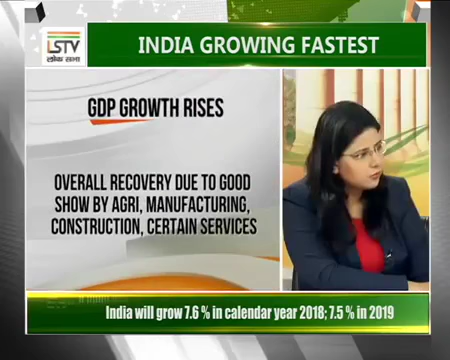 LSTV
लोक सभा
INDIA GROWING FASTEST
GDP GROWTH RISES
OVERALL RECOVERY DUE TO GOOD
SHOW BY AGRI, MANUFACTURING,
CONSTRUCTION, CERTAIN SERVICES
India will grow 7.6 % in calendar year 2018; 7.5 % in 2019